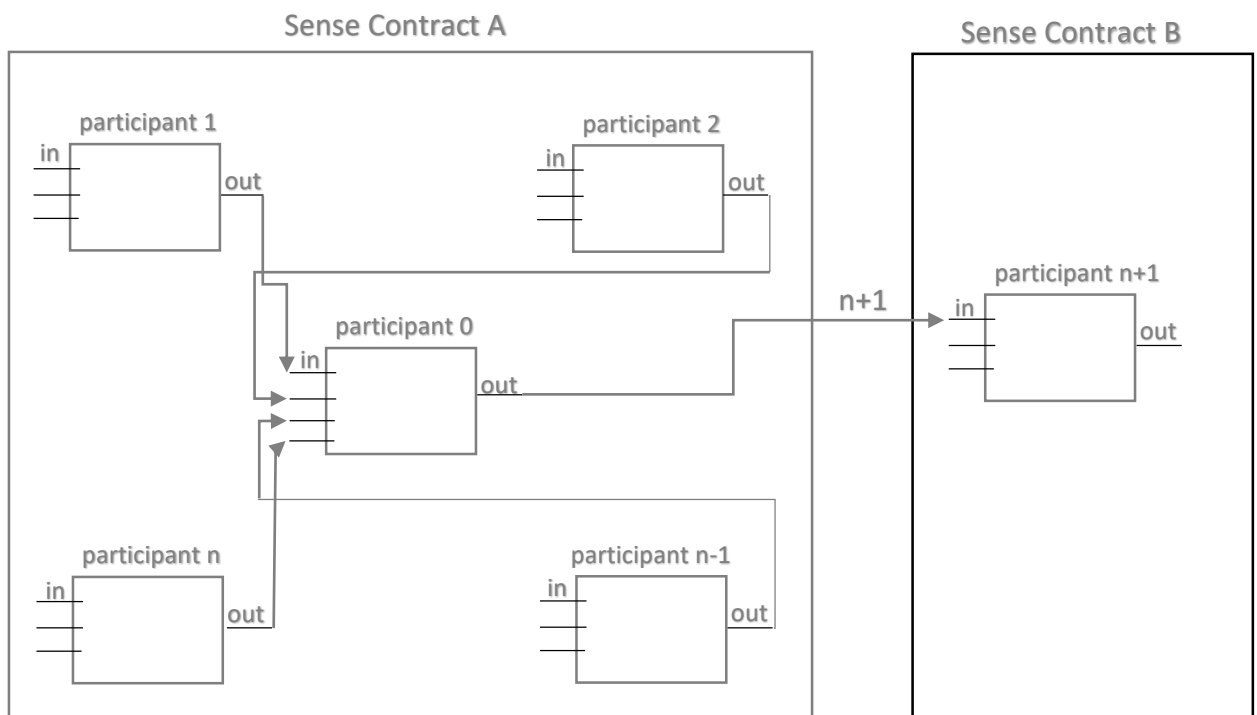 Sense Contract A
Sense Contract B
participant 1
in
out
participant 2
in
out
participant 0
in
out
n+1
participant n+1
in
out
participant n
in
out
participant n-1
in
out